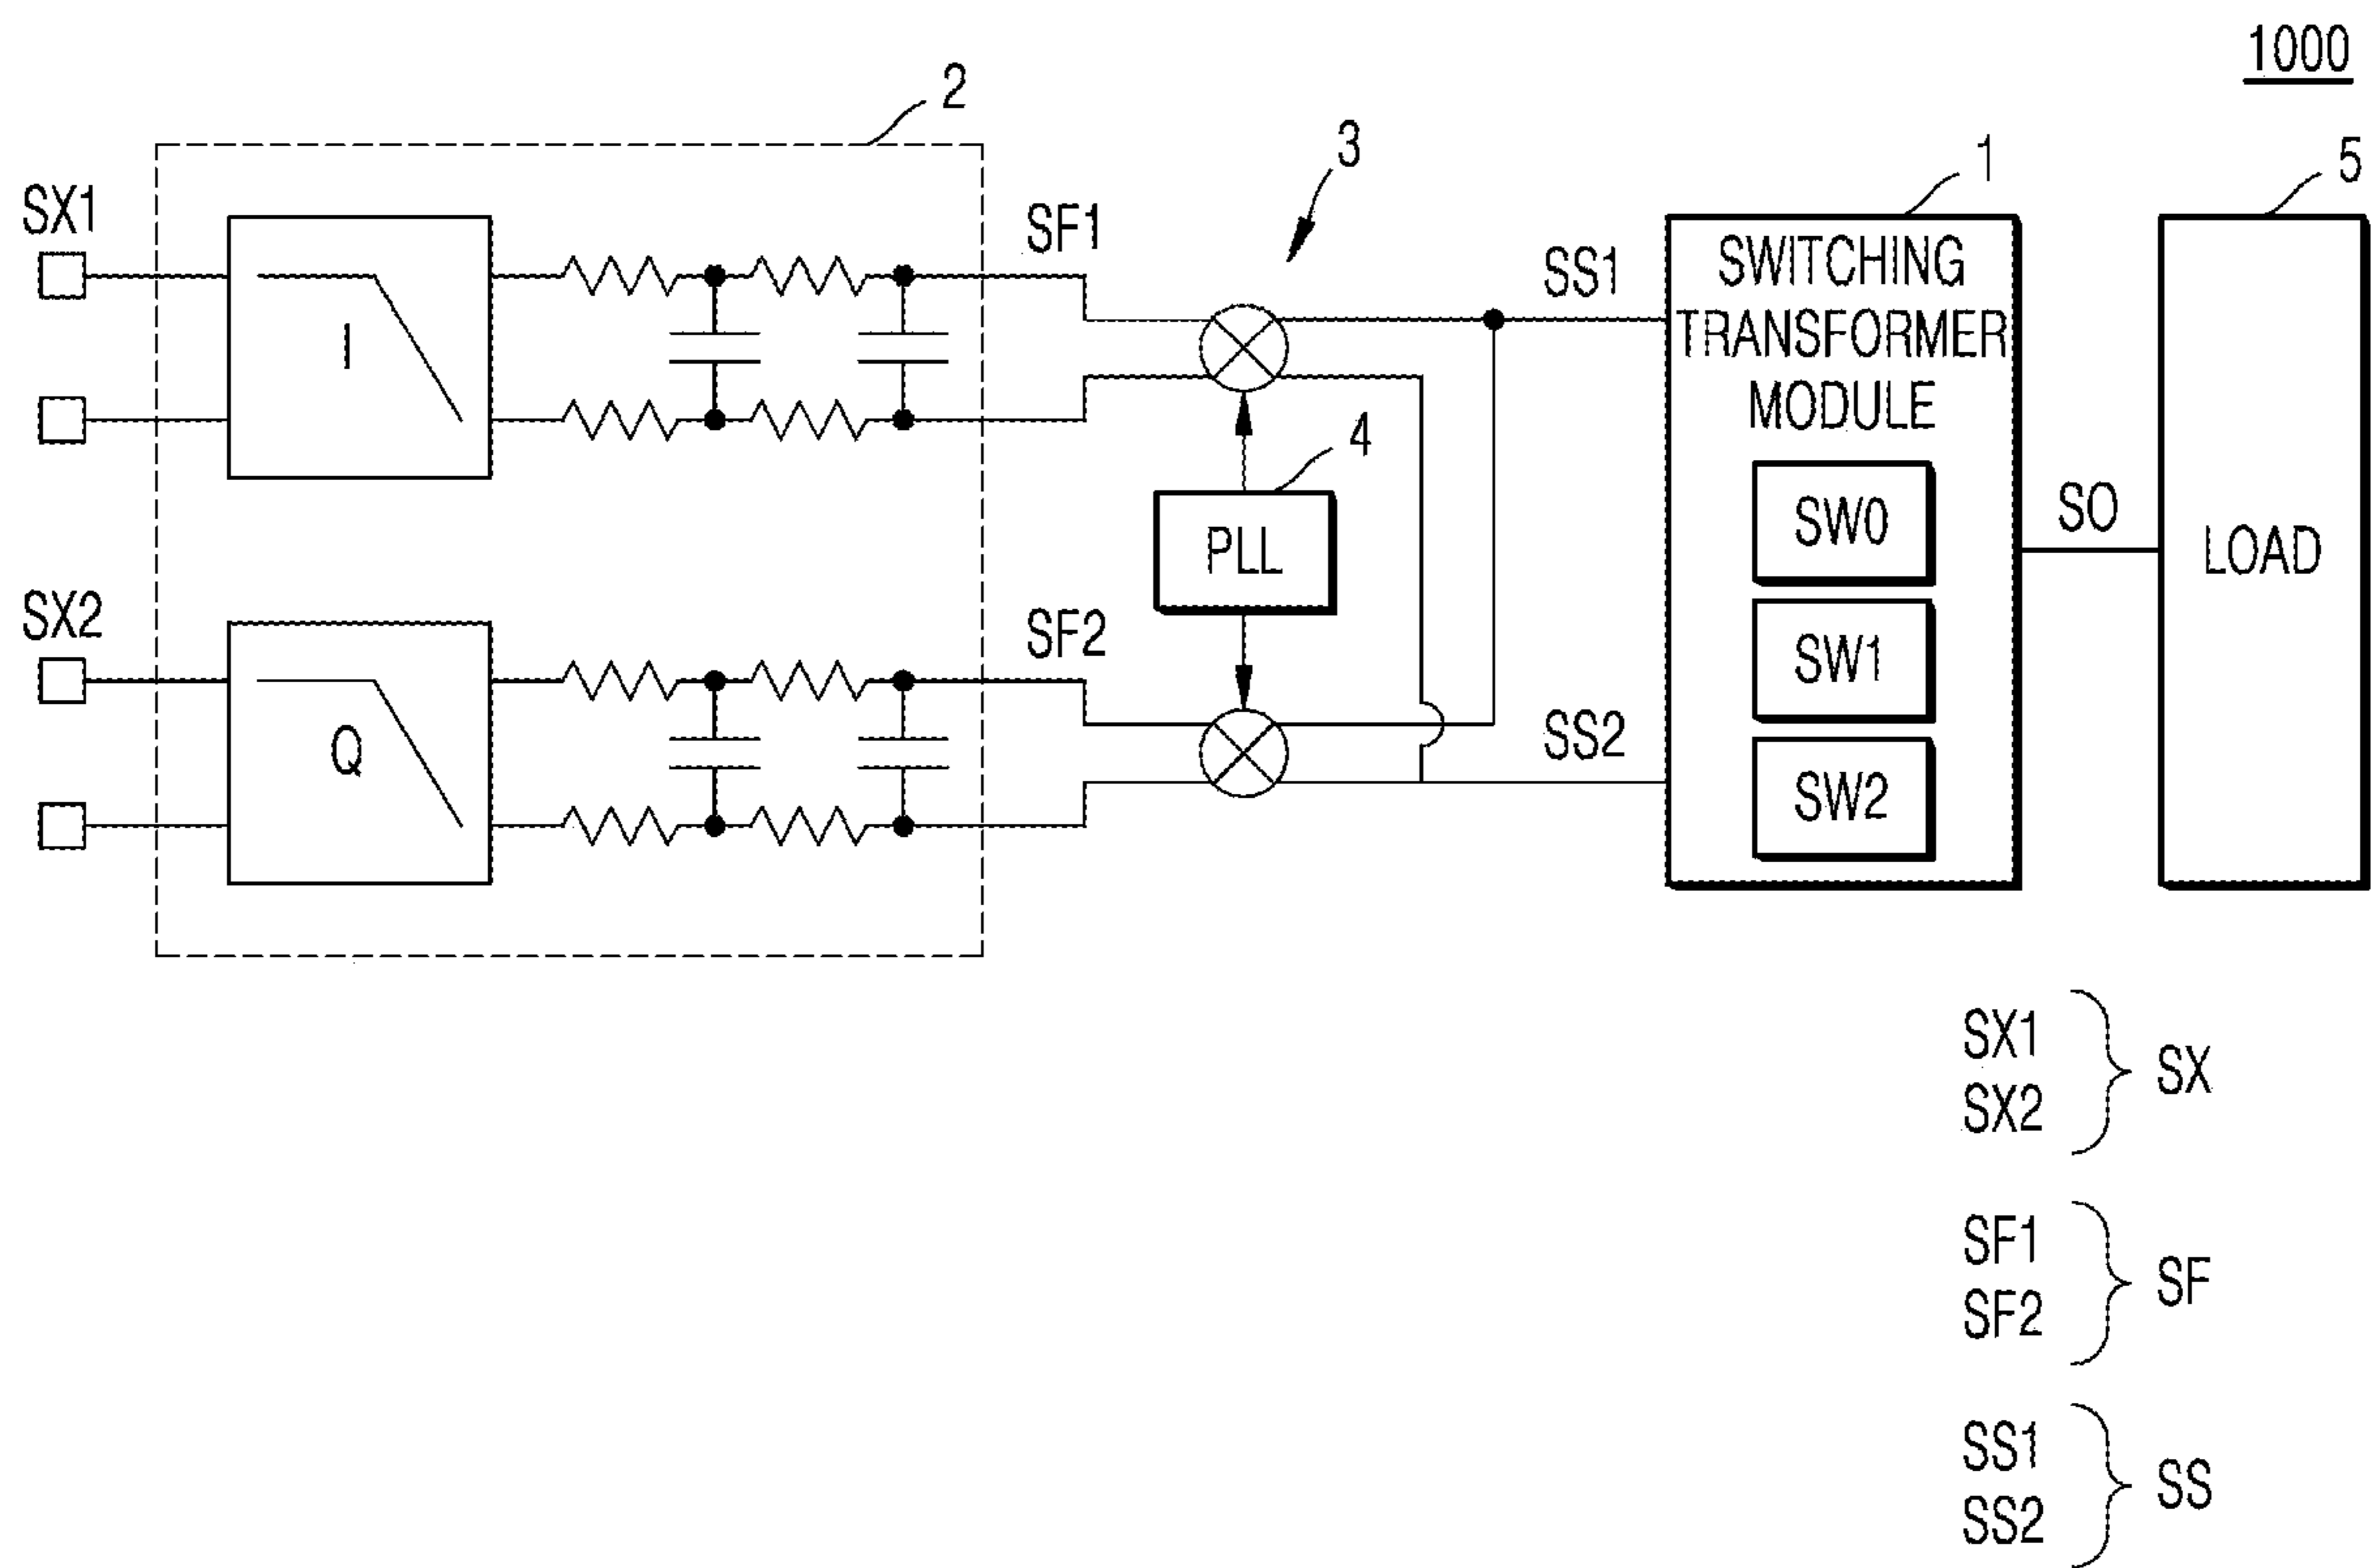 1000
2
3
1
5
SX1
SF1
SS1
I
SWITCHING
TRANSFORMER
MODULE
4
PLL
SW0
SO
LOAD
SX2
SF2
SW1
Q
SS2
SW2
SX1
SX2
SX
SF1
SF2
SF
SS1
SS2
SS